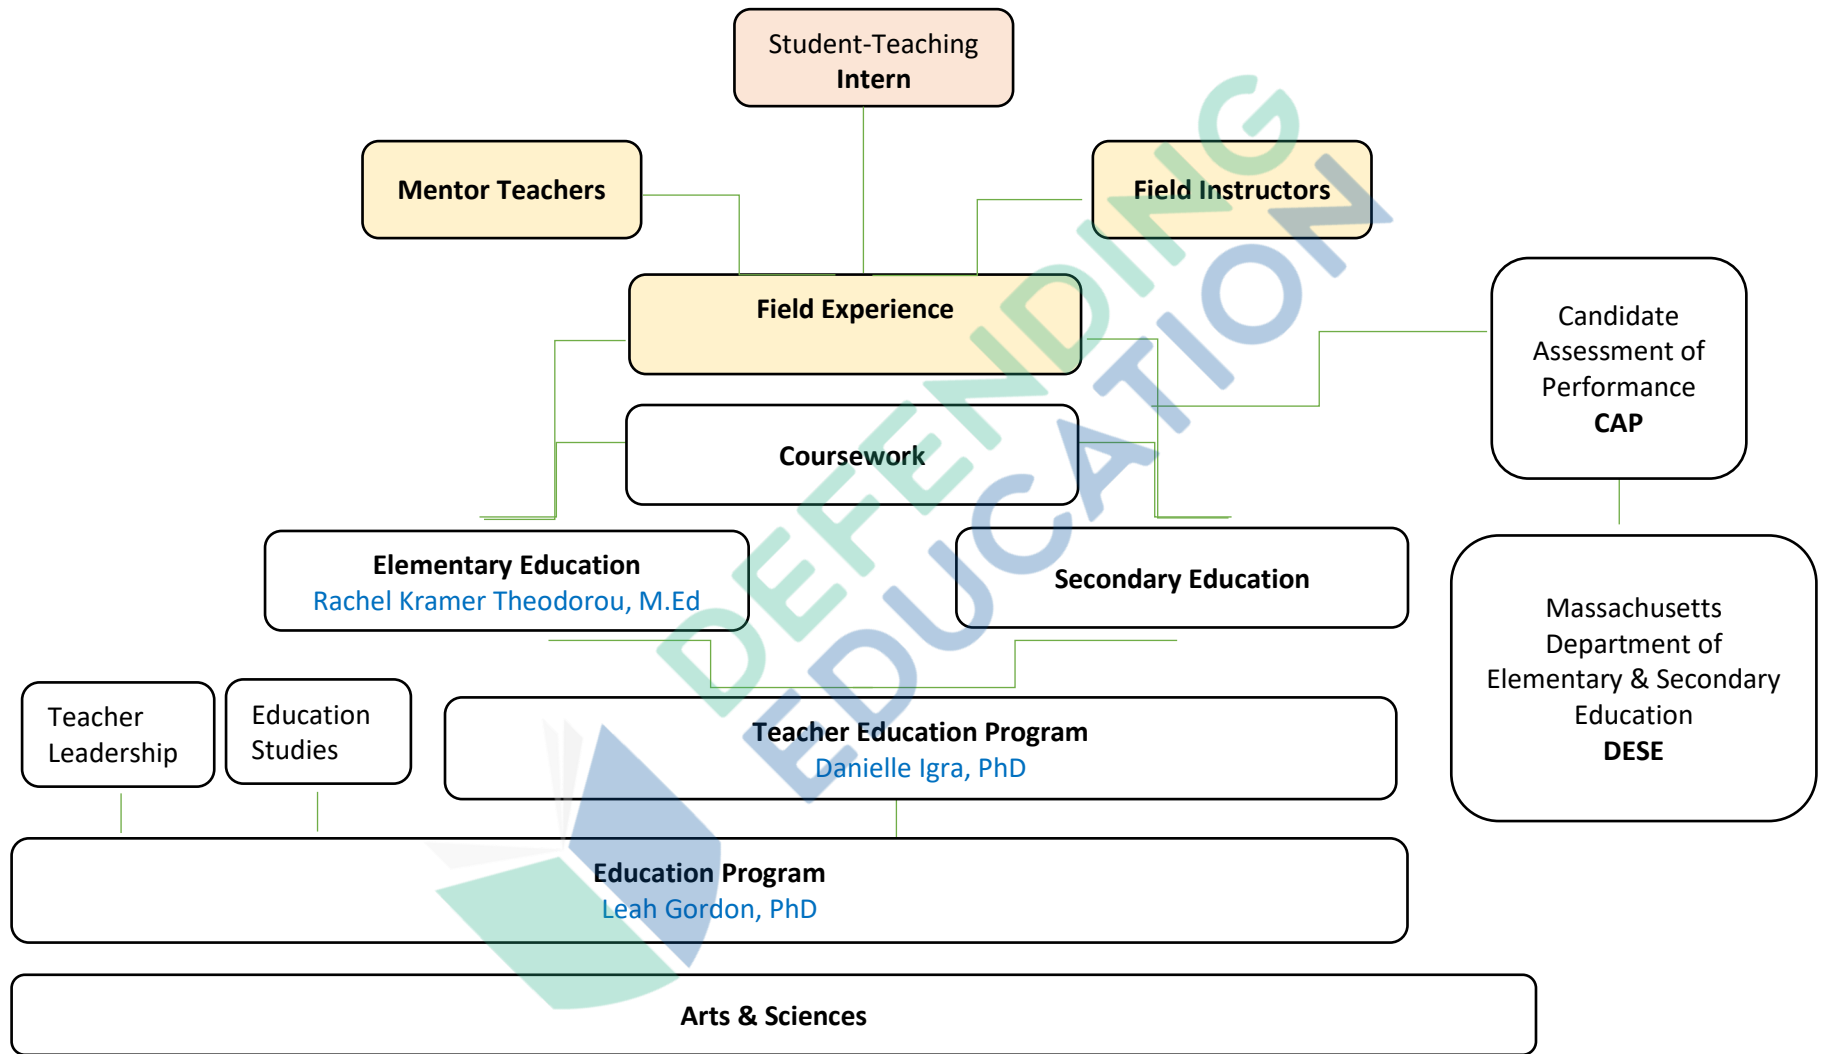 Student-Teaching
Intern
Mentor Teachers
Field Instructors
Field Experience
Candidate
Assessment of
Performance
CAP
Coursework
Elementary Education
Rachel Kramer Theodorou, M.Ed
Secondary Education
Massachusetts
Department of
Elementary & Secondary
Education
DESE
Teacher
Leadership
Education
Studies
Teacher Education Program
Danielle Igra, PhD
Education Program
Leah Gordon, PhD
Arts & Sciences
DEFENDING
EDUCATION